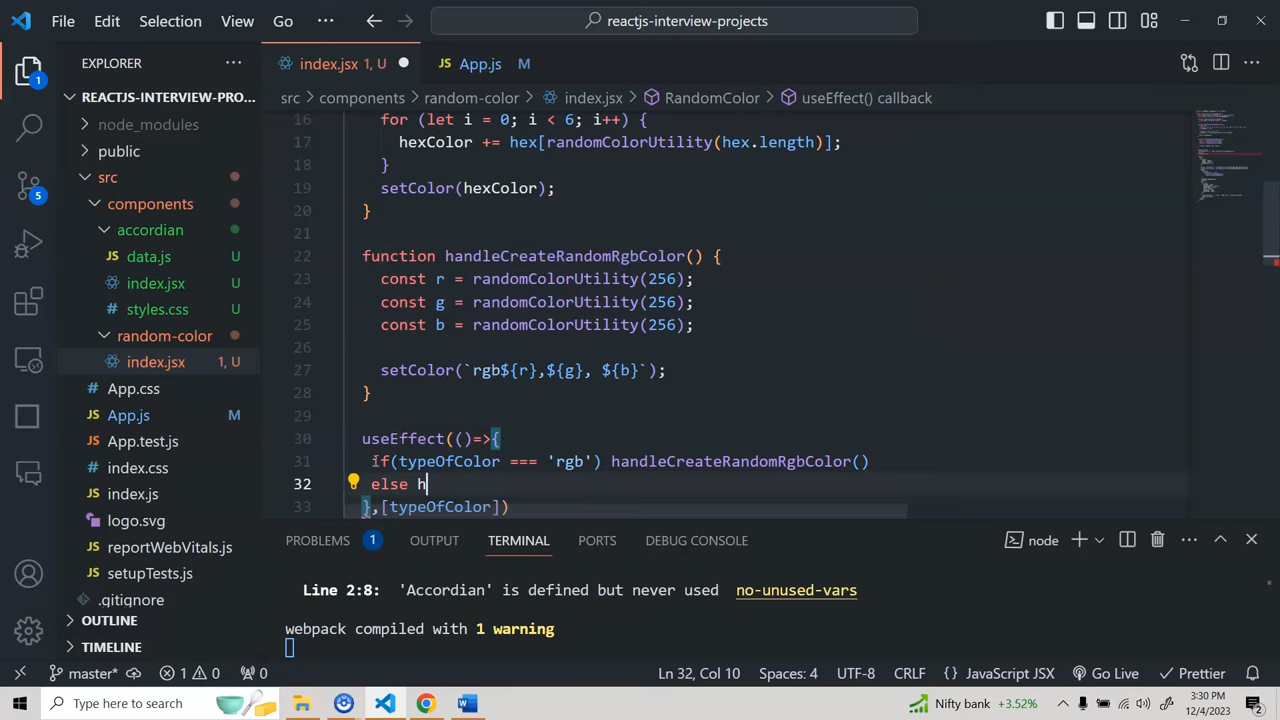 File Edit Selection View Go ··· reactjs-interview-projects
EXPLORER ···
index.jsx 1, U
App.js M
REACTJS-INTERVIEW-PRO...
src > components > random-color > index.jsx > RandomColor > useEffect() callback
node_modules
public
src
components
accordian
data.js U
index.jsx U
styles.css U
random-color
index.jsx 1, U
App.css
App.js M
App.test.js
index.css
index.js
logo.svg
reportWebVitals.js
setupTests.js
.gitignore
OUTLINE
TIMELINE
1
5
16 for (let i = 0; i < 6; i++) {
17 hexColor += hex[randomColorUtility(hex.length)];
18 }
19 setColor(hexColor);
20 }
21
22 function handleCreateRandomRgbColor() {
23 const r = randomColorUtility(256);
24 const g = randomColorUtility(256);
25 const b = randomColorUtility(256);
26
27 setColor(`rgb${r},${g}, ${b}`);
28 }
29
30 useEffect(()=>{
31 if(typeOfColor === 'rgb') handleCreateRandomRgbColor()
32 else h
33 },[typeOfColor])
PROBLEMS 1 OUTPUT TERMINAL PORTS DEBUG CONSOLE node
Line 2:8: 'Accordian' is defined but never used no-unused-vars
webpack compiled with 1 warning
master* 1 0 0 Ln 32, Col 10 Spaces: 4 UTF-8 CRLF {} JavaScript JSX Go Live Prettier
Type here to search
Nifty bank +3.52%
3:30 PM
12/4/2023
2